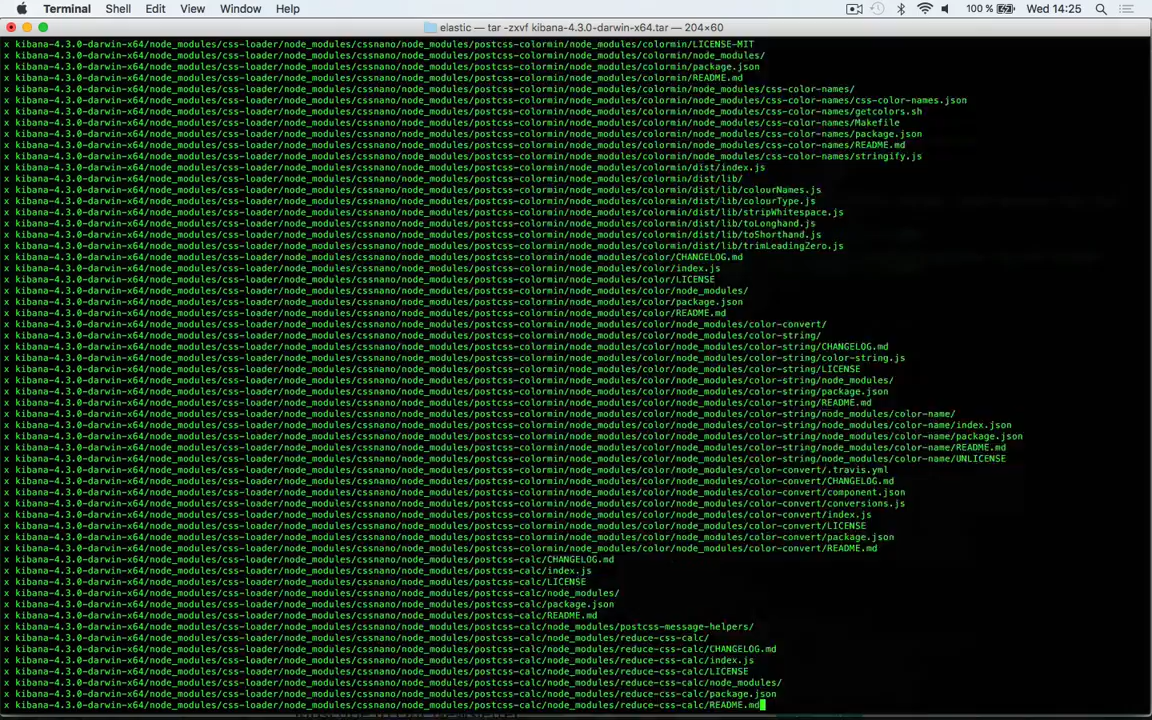 Terminal Shell Edit View Window Help 100 % Wed 14:25
elastic — tar -zxvf kibana-4.3.0-darwin-x64.tar — 204×60
x kibana-4.3.0-darwin-x64/node_modules/css-loader/node_modules/cssnano/node_modules/postcss-colormin/node_modules/colormin/LICENSE-MIT
x kibana-4.3.0-darwin-x64/node_modules/css-loader/node_modules/cssnano/node_modules/postcss-colormin/node_modules/colormin/node_modules/
x kibana-4.3.0-darwin-x64/node_modules/css-loader/node_modules/cssnano/node_modules/postcss-colormin/node_modules/colormin/package.json
x kibana-4.3.0-darwin-x64/node_modules/css-loader/node_modules/cssnano/node_modules/postcss-colormin/node_modules/colormin/README.md
x kibana-4.3.0-darwin-x64/node_modules/css-loader/node_modules/cssnano/node_modules/postcss-colormin/node_modules/colormin/node_modules/css-color-names/
x kibana-4.3.0-darwin-x64/node_modules/css-loader/node_modules/cssnano/node_modules/postcss-colormin/node_modules/colormin/node_modules/css-color-names/css-color-names.json
x kibana-4.3.0-darwin-x64/node_modules/css-loader/node_modules/cssnano/node_modules/postcss-colormin/node_modules/colormin/node_modules/css-color-names/getcolors.sh
x kibana-4.3.0-darwin-x64/node_modules/css-loader/node_modules/cssnano/node_modules/postcss-colormin/node_modules/colormin/node_modules/css-color-names/Makefile
x kibana-4.3.0-darwin-x64/node_modules/css-loader/node_modules/cssnano/node_modules/postcss-colormin/node_modules/colormin/node_modules/css-color-names/package.json
x kibana-4.3.0-darwin-x64/node_modules/css-loader/node_modules/cssnano/node_modules/postcss-colormin/node_modules/colormin/node_modules/css-color-names/README.md
x kibana-4.3.0-darwin-x64/node_modules/css-loader/node_modules/cssnano/node_modules/postcss-colormin/node_modules/colormin/node_modules/css-color-names/stringify.js
x kibana-4.3.0-darwin-x64/node_modules/css-loader/node_modules/cssnano/node_modules/postcss-colormin/node_modules/colormin/dist/index.js
x kibana-4.3.0-darwin-x64/node_modules/css-loader/node_modules/cssnano/node_modules/postcss-colormin/node_modules/colormin/dist/lib/
x kibana-4.3.0-darwin-x64/node_modules/css-loader/node_modules/cssnano/node_modules/postcss-colormin/node_modules/colormin/dist/lib/colourNames.js
x kibana-4.3.0-darwin-x64/node_modules/css-loader/node_modules/cssnano/node_modules/postcss-colormin/node_modules/colormin/dist/lib/colourType.js
x kibana-4.3.0-darwin-x64/node_modules/css-loader/node_modules/cssnano/node_modules/postcss-colormin/node_modules/colormin/dist/lib/stripWhitespace.js
x kibana-4.3.0-darwin-x64/node_modules/css-loader/node_modules/cssnano/node_modules/postcss-colormin/node_modules/colormin/dist/lib/toLonghand.js
x kibana-4.3.0-darwin-x64/node_modules/css-loader/node_modules/cssnano/node_modules/postcss-colormin/node_modules/colormin/dist/lib/toShorthand.js
x kibana-4.3.0-darwin-x64/node_modules/css-loader/node_modules/cssnano/node_modules/postcss-colormin/node_modules/colormin/dist/lib/trimLeadingZero.js
x kibana-4.3.0-darwin-x64/node_modules/css-loader/node_modules/cssnano/node_modules/postcss-colormin/node_modules/color/CHANGELOG.md
x kibana-4.3.0-darwin-x64/node_modules/css-loader/node_modules/cssnano/node_modules/postcss-colormin/node_modules/color/index.js
x kibana-4.3.0-darwin-x64/node_modules/css-loader/node_modules/cssnano/node_modules/postcss-colormin/node_modules/color/LICENSE
x kibana-4.3.0-darwin-x64/node_modules/css-loader/node_modules/cssnano/node_modules/postcss-colormin/node_modules/color/node_modules/
x kibana-4.3.0-darwin-x64/node_modules/css-loader/node_modules/cssnano/node_modules/postcss-colormin/node_modules/color/package.json
x kibana-4.3.0-darwin-x64/node_modules/css-loader/node_modules/cssnano/node_modules/postcss-colormin/node_modules/color/README.md
x kibana-4.3.0-darwin-x64/node_modules/css-loader/node_modules/cssnano/node_modules/postcss-colormin/node_modules/color/node_modules/color-convert/
x kibana-4.3.0-darwin-x64/node_modules/css-loader/node_modules/cssnano/node_modules/postcss-colormin/node_modules/color/node_modules/color-string/
x kibana-4.3.0-darwin-x64/node_modules/css-loader/node_modules/cssnano/node_modules/postcss-colormin/node_modules/color/node_modules/color-string/CHANGELOG.md
x kibana-4.3.0-darwin-x64/node_modules/css-loader/node_modules/cssnano/node_modules/postcss-colormin/node_modules/color/node_modules/color-string/color-string.js
x kibana-4.3.0-darwin-x64/node_modules/css-loader/node_modules/cssnano/node_modules/postcss-colormin/node_modules/color/node_modules/color-string/LICENSE
x kibana-4.3.0-darwin-x64/node_modules/css-loader/node_modules/cssnano/node_modules/postcss-colormin/node_modules/color/node_modules/color-string/node_modules/
x kibana-4.3.0-darwin-x64/node_modules/css-loader/node_modules/cssnano/node_modules/postcss-colormin/node_modules/color/node_modules/color-string/package.json
x kibana-4.3.0-darwin-x64/node_modules/css-loader/node_modules/cssnano/node_modules/postcss-colormin/node_modules/color/node_modules/color-string/README.md
x kibana-4.3.0-darwin-x64/node_modules/css-loader/node_modules/cssnano/node_modules/postcss-colormin/node_modules/color/node_modules/color-string/node_modules/color-name/
x kibana-4.3.0-darwin-x64/node_modules/css-loader/node_modules/cssnano/node_modules/postcss-colormin/node_modules/color/node_modules/color-string/node_modules/color-name/index.json
x kibana-4.3.0-darwin-x64/node_modules/css-loader/node_modules/cssnano/node_modules/postcss-colormin/node_modules/color/node_modules/color-string/node_modules/color-name/package.json
x kibana-4.3.0-darwin-x64/node_modules/css-loader/node_modules/cssnano/node_modules/postcss-colormin/node_modules/color/node_modules/color-string/node_modules/color-name/README.md
x kibana-4.3.0-darwin-x64/node_modules/css-loader/node_modules/cssnano/node_modules/postcss-colormin/node_modules/color/node_modules/color-string/node_modules/color-name/UNLICENSE
x kibana-4.3.0-darwin-x64/node_modules/css-loader/node_modules/cssnano/node_modules/postcss-colormin/node_modules/color/node_modules/color-convert/.travis.yml
x kibana-4.3.0-darwin-x64/node_modules/css-loader/node_modules/cssnano/node_modules/postcss-colormin/node_modules/color/node_modules/color-convert/CHANGELOG.md
x kibana-4.3.0-darwin-x64/node_modules/css-loader/node_modules/cssnano/node_modules/postcss-colormin/node_modules/color/node_modules/color-convert/component.json
x kibana-4.3.0-darwin-x64/node_modules/css-loader/node_modules/cssnano/node_modules/postcss-colormin/node_modules/color/node_modules/color-convert/conversions.js
x kibana-4.3.0-darwin-x64/node_modules/css-loader/node_modules/cssnano/node_modules/postcss-colormin/node_modules/color/node_modules/color-convert/index.js
x kibana-4.3.0-darwin-x64/node_modules/css-loader/node_modules/cssnano/node_modules/postcss-colormin/node_modules/color/node_modules/color-convert/LICENSE
x kibana-4.3.0-darwin-x64/node_modules/css-loader/node_modules/cssnano/node_modules/postcss-colormin/node_modules/color/node_modules/color-convert/package.json
x kibana-4.3.0-darwin-x64/node_modules/css-loader/node_modules/cssnano/node_modules/postcss-colormin/node_modules/color/node_modules/color-convert/README.md
x kibana-4.3.0-darwin-x64/node_modules/css-loader/node_modules/cssnano/node_modules/postcss-calc/CHANGELOG.md
x kibana-4.3.0-darwin-x64/node_modules/css-loader/node_modules/cssnano/node_modules/postcss-calc/index.js
x kibana-4.3.0-darwin-x64/node_modules/css-loader/node_modules/cssnano/node_modules/postcss-calc/LICENSE
x kibana-4.3.0-darwin-x64/node_modules/css-loader/node_modules/cssnano/node_modules/postcss-calc/node_modules/
x kibana-4.3.0-darwin-x64/node_modules/css-loader/node_modules/cssnano/node_modules/postcss-calc/package.json
x kibana-4.3.0-darwin-x64/node_modules/css-loader/node_modules/cssnano/node_modules/postcss-calc/README.md
x kibana-4.3.0-darwin-x64/node_modules/css-loader/node_modules/cssnano/node_modules/postcss-calc/node_modules/postcss-message-helpers/
x kibana-4.3.0-darwin-x64/node_modules/css-loader/node_modules/cssnano/node_modules/postcss-calc/node_modules/reduce-css-calc/
x kibana-4.3.0-darwin-x64/node_modules/css-loader/node_modules/cssnano/node_modules/postcss-calc/node_modules/reduce-css-calc/CHANGELOG.md
x kibana-4.3.0-darwin-x64/node_modules/css-loader/node_modules/cssnano/node_modules/postcss-calc/node_modules/reduce-css-calc/index.js
x kibana-4.3.0-darwin-x64/node_modules/css-loader/node_modules/cssnano/node_modules/postcss-calc/node_modules/reduce-css-calc/LICENSE
x kibana-4.3.0-darwin-x64/node_modules/css-loader/node_modules/cssnano/node_modules/postcss-calc/node_modules/reduce-css-calc/node_modules/
x kibana-4.3.0-darwin-x64/node_modules/css-loader/node_modules/cssnano/node_modules/postcss-calc/node_modules/reduce-css-calc/package.json
x kibana-4.3.0-darwin-x64/node_modules/css-loader/node_modules/cssnano/node_modules/postcss-calc/node_modules/reduce-css-calc/README.md